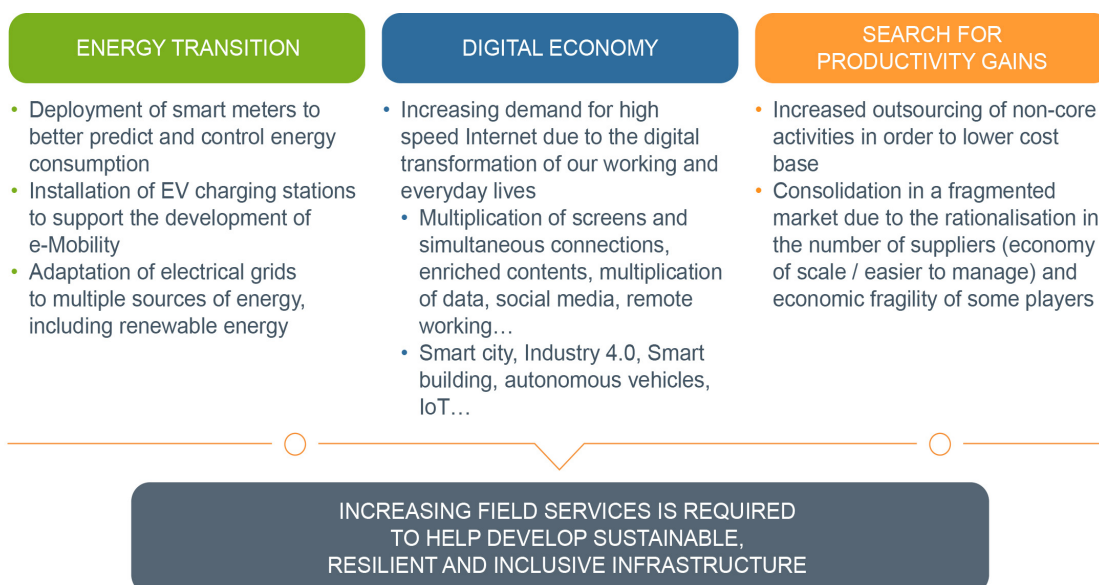 ENERGY TRANSITION
• Deployment of smart meters to
better predict and control energy
consumption
• Installation of EV charging stations
to support the development of
e-Mobility
• Adaptation of electrical grids
to multiple sources of energy,
including renewable energy
DIGITAL ECONOMY
• Increasing demand for high
speed Internet due to the digital
transformation of our working and
everyday lives
• Multiplication of screens and
simultaneous connections,
enriched contents, multiplication
of data, social media, remote
working…
• Smart city, Industry 4.0, Smart
building, autonomous vehicles,
IoT…
SEARCH FOR
PRODUCTIVITY GAINS
• Increased outsourcing of non-core
activities in order to lower cost
base
• Consolidation in a fragmented
market due to the rationalisation in
the number of suppliers (economy
of scale / easier to manage) and
economic fragility of some players
INCREASING FIELD SERVICES IS REQUIRED
TO HELP DEVELOP SUSTAINABLE,
RESILIENT AND INCLUSIVE INFRASTRUCTURE